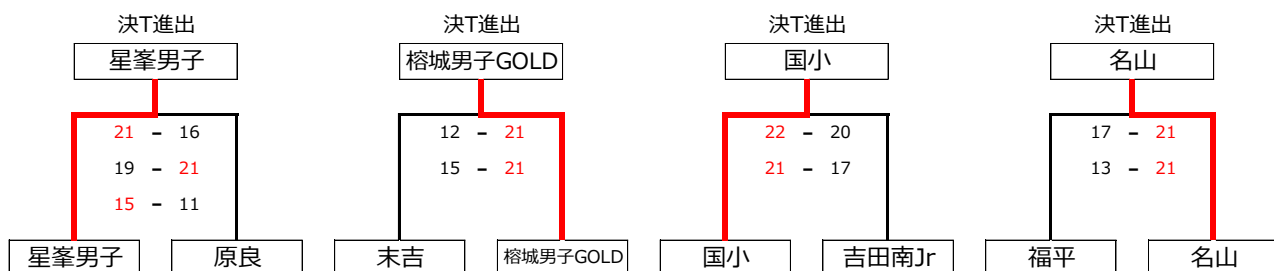 決T進出 決T進出 決T進出 決T進出
星峯男子 榕城男子GOLD 国小 名山
21 - 16 12 - 21 22 - 20 17 - 21
19 - 21 15 - 21 21 - 17 13 - 21
15 - 11
星峯男子 原良 末吉 榕城男子GOLD 国小 吉田南Jr 福平 名山